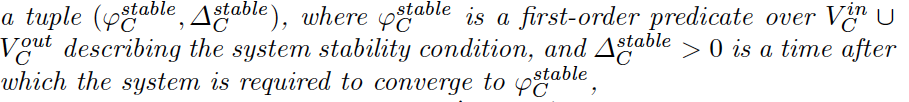 a tuple (φ_C^{stable}, Δ_C^{stable}), where φ_C^{stable} is a first-order predicate over V_C^{in} ∪
V_C^{out} describing the system stability condition, and Δ_C^{stable} > 0 is a time after
which the system is required to converge to φ_C^{stable},